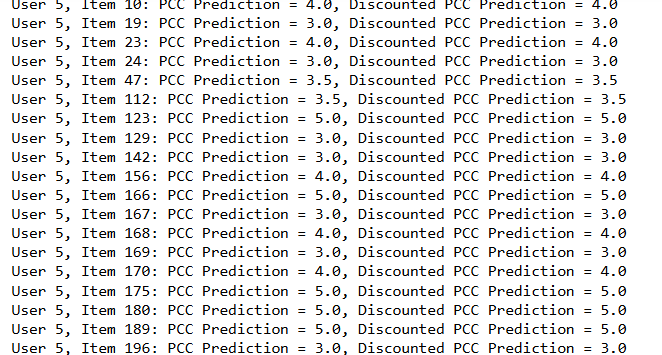 User 5, Item 10: PCC Prediction = 4.0, Discounted PCC Prediction = 4.0
User 5, Item 19: PCC Prediction = 3.0, Discounted PCC Prediction = 3.0
User 5, Item 23: PCC Prediction = 4.0, Discounted PCC Prediction = 4.0
User 5, Item 24: PCC Prediction = 3.0, Discounted PCC Prediction = 3.0
User 5, Item 47: PCC Prediction = 3.5, Discounted PCC Prediction = 3.5
User 5, Item 112: PCC Prediction = 3.5, Discounted PCC Prediction = 3.5
User 5, Item 123: PCC Prediction = 5.0, Discounted PCC Prediction = 5.0
User 5, Item 129: PCC Prediction = 3.0, Discounted PCC Prediction = 3.0
User 5, Item 142: PCC Prediction = 3.0, Discounted PCC Prediction = 3.0
User 5, Item 156: PCC Prediction = 4.0, Discounted PCC Prediction = 4.0
User 5, Item 166: PCC Prediction = 5.0, Discounted PCC Prediction = 5.0
User 5, Item 167: PCC Prediction = 3.0, Discounted PCC Prediction = 3.0
User 5, Item 168: PCC Prediction = 4.0, Discounted PCC Prediction = 4.0
User 5, Item 169: PCC Prediction = 3.0, Discounted PCC Prediction = 3.0
User 5, Item 170: PCC Prediction = 4.0, Discounted PCC Prediction = 4.0
User 5, Item 175: PCC Prediction = 5.0, Discounted PCC Prediction = 5.0
User 5, Item 180: PCC Prediction = 5.0, Discounted PCC Prediction = 5.0
User 5, Item 189: PCC Prediction = 5.0, Discounted PCC Prediction = 5.0
User 5, Item 196: PCC Prediction = 3.0, Discounted PCC Prediction = 3.0